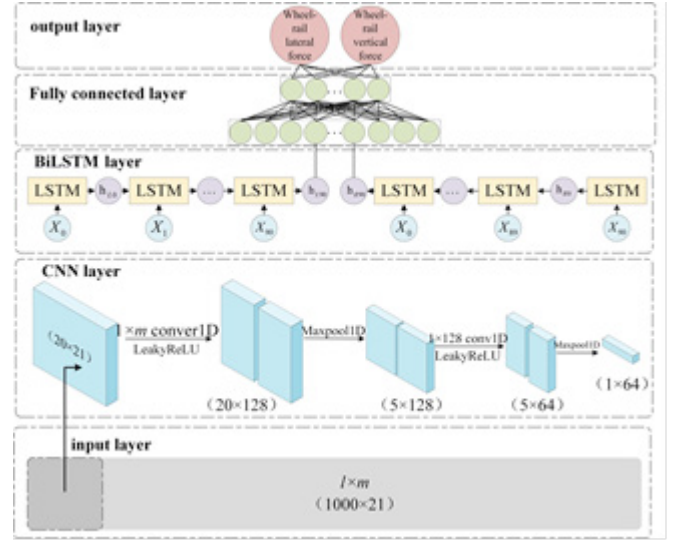 output layer
Wheel-
rail
lateral
force
Wheel-
rail
vertical
force
Fully connected layer
...
...
BiLSTM layer
LSTM
LSTM
...
LSTM
LSTM
...
LSTM
LSTM
X₀
X₁
Xₘ
X₀
Xₘ
Xₘ
CNN layer
(20×21)
1×m conver1D
LeakyReLU
(20×128)
Maxpool1D
(5×128)
1×128 conv1D
LeakyReLU
(5×64)
Maxpool1D
(1×64)
input layer
l×m
(1000×21)